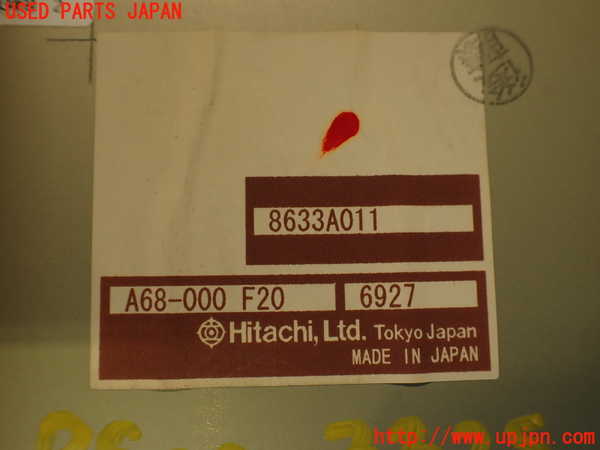 USED PARTS JAPAN
8633A011
A68-000 F20
6927
Hitachi, Ltd. Tokyo Japan
MADE IN JAPAN
http://www.upjpn.com/